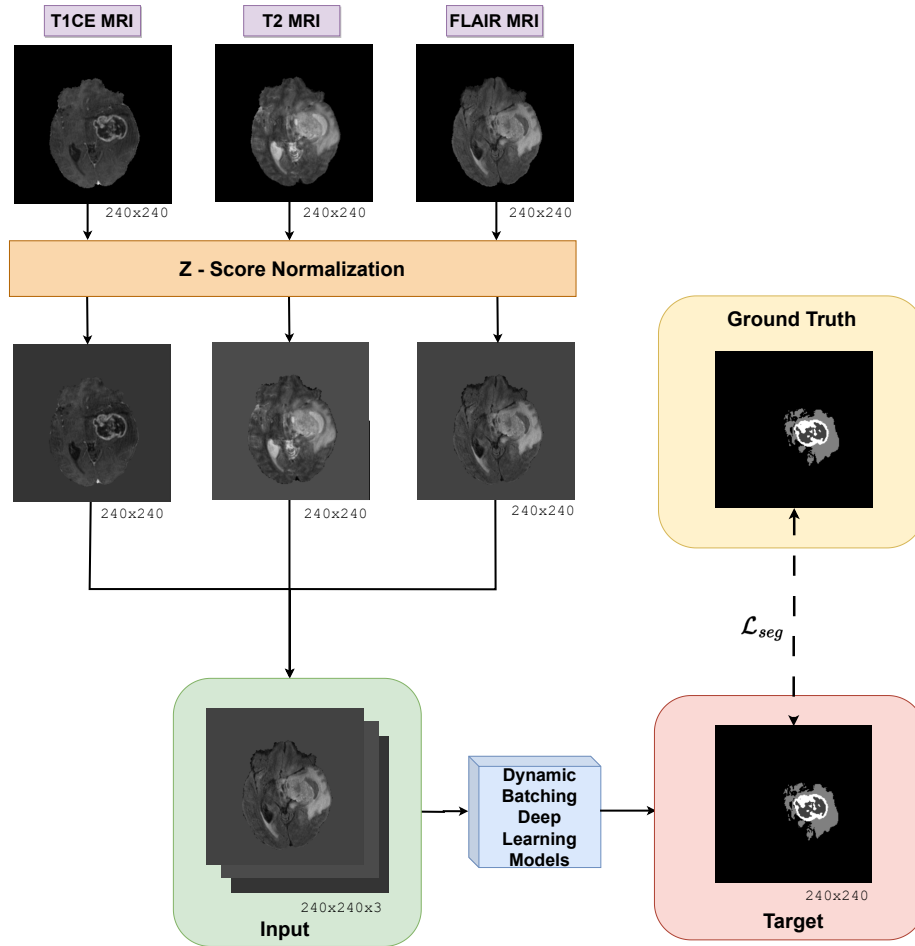 T1CE MRI
T2 MRI
FLAIR MRI
240x240
240x240
240x240
Z - Score Normalization
240x240
240x240
240x240
Ground Truth
ℒseg
Dynamic
Batching
Deep
Learning
Models
240x240x3
Input
240x240
Target